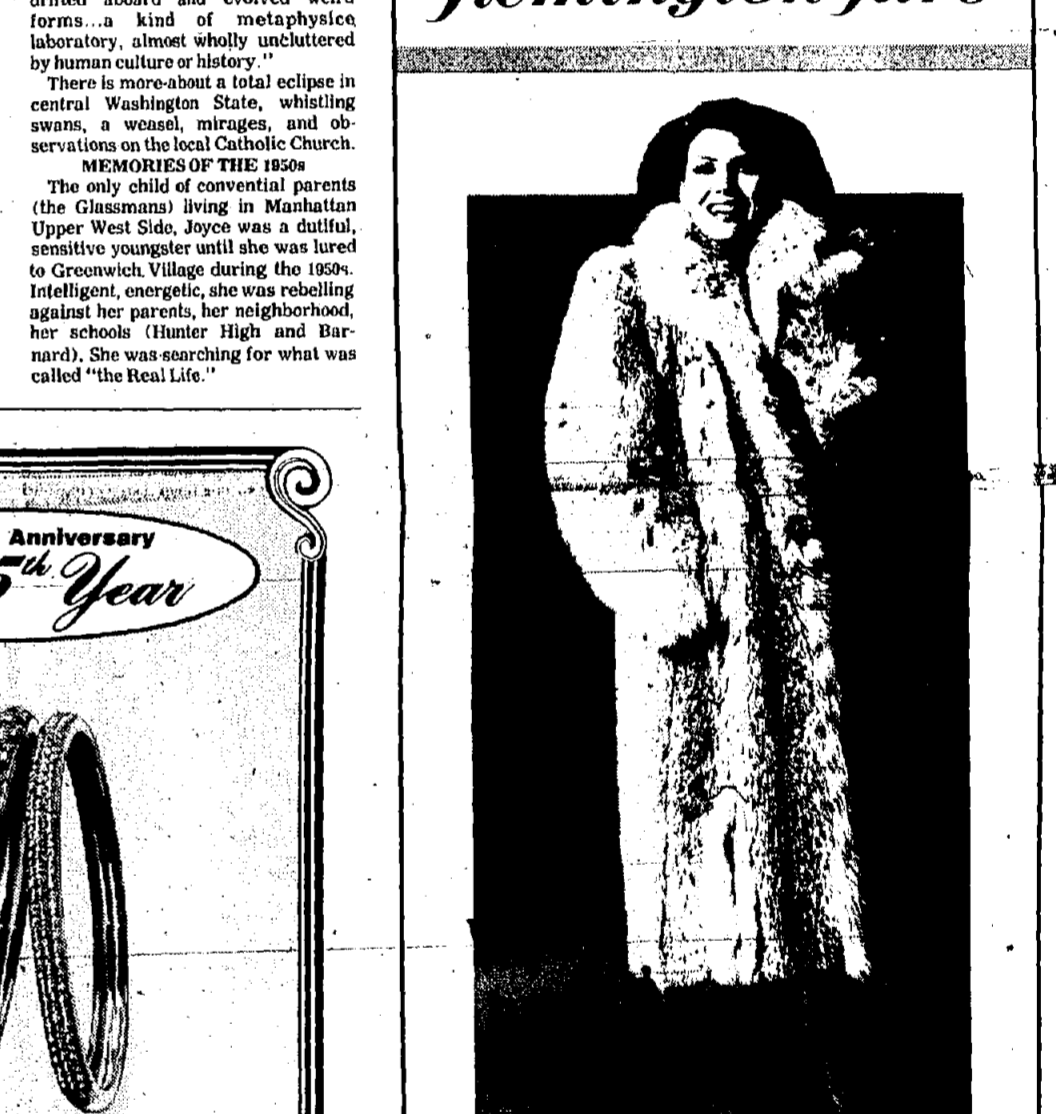 forms...a kind of metaphysics
laboratory, almost wholly uncluttered
by human culture or history."
There is more-about a total eclipse in
central Washington State, whistling
swans, a weasel, mirages, and ob-
servations on the local Catholic Church.
MEMORIES OF THE 1950s
The only child of convential parents
(the Glassmans) living in Manhattan
Upper West Side, Joyce was a dutiful,
sensitive youngster until she was lured
to Greenwich Village during the 1950s.
Intelligent, energetic, she was rebelling
against her parents, her neighborhood,
her schools (Hunter High and Bar-
nard). She was searching for what was
called "the Real Life."
Anniversary
5th Year